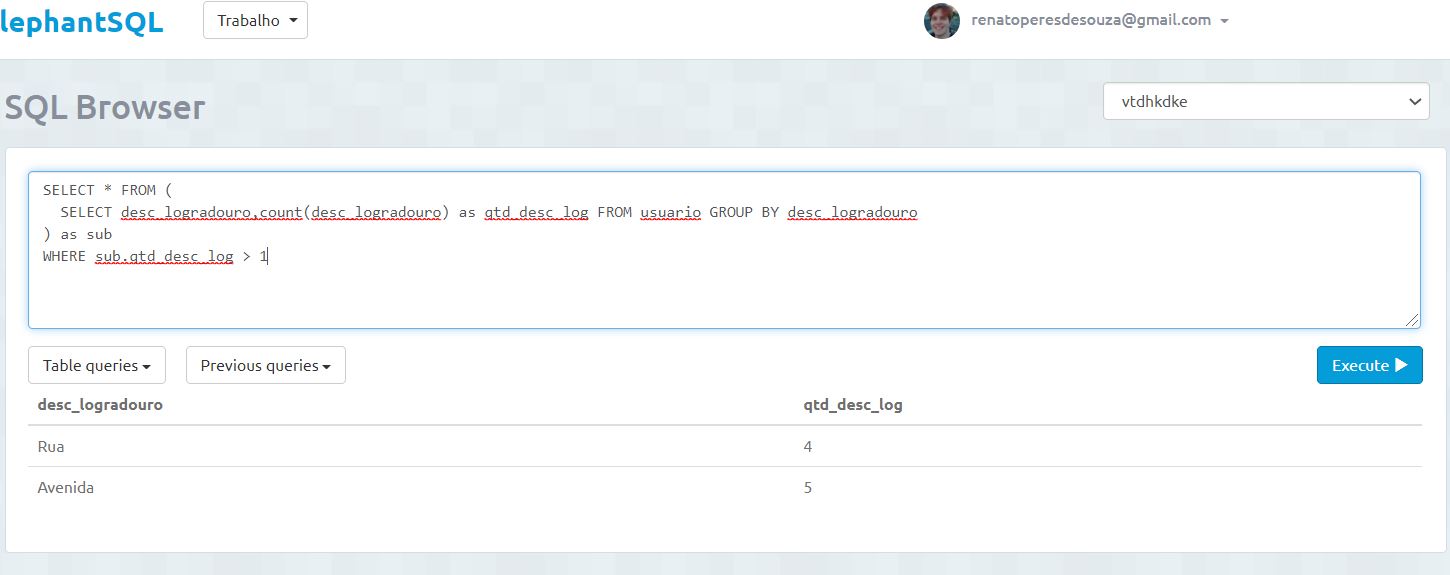 lephantSQL
Trabalho
renatoperesdesouza@gmail.com
SQL Browser
vtdhkdke
SELECT * FROM (
SELECT desc_logradouro,count(desc_logradouro) as qtd_desc_log FROM usuario GROUP BY desc_logradouro
) as sub
WHERE sub.qtd_desc_log > 1
Table queries
Previous queries
Execute
desc_logradouro qtd_desc_log
Rua 4
Avenida 5